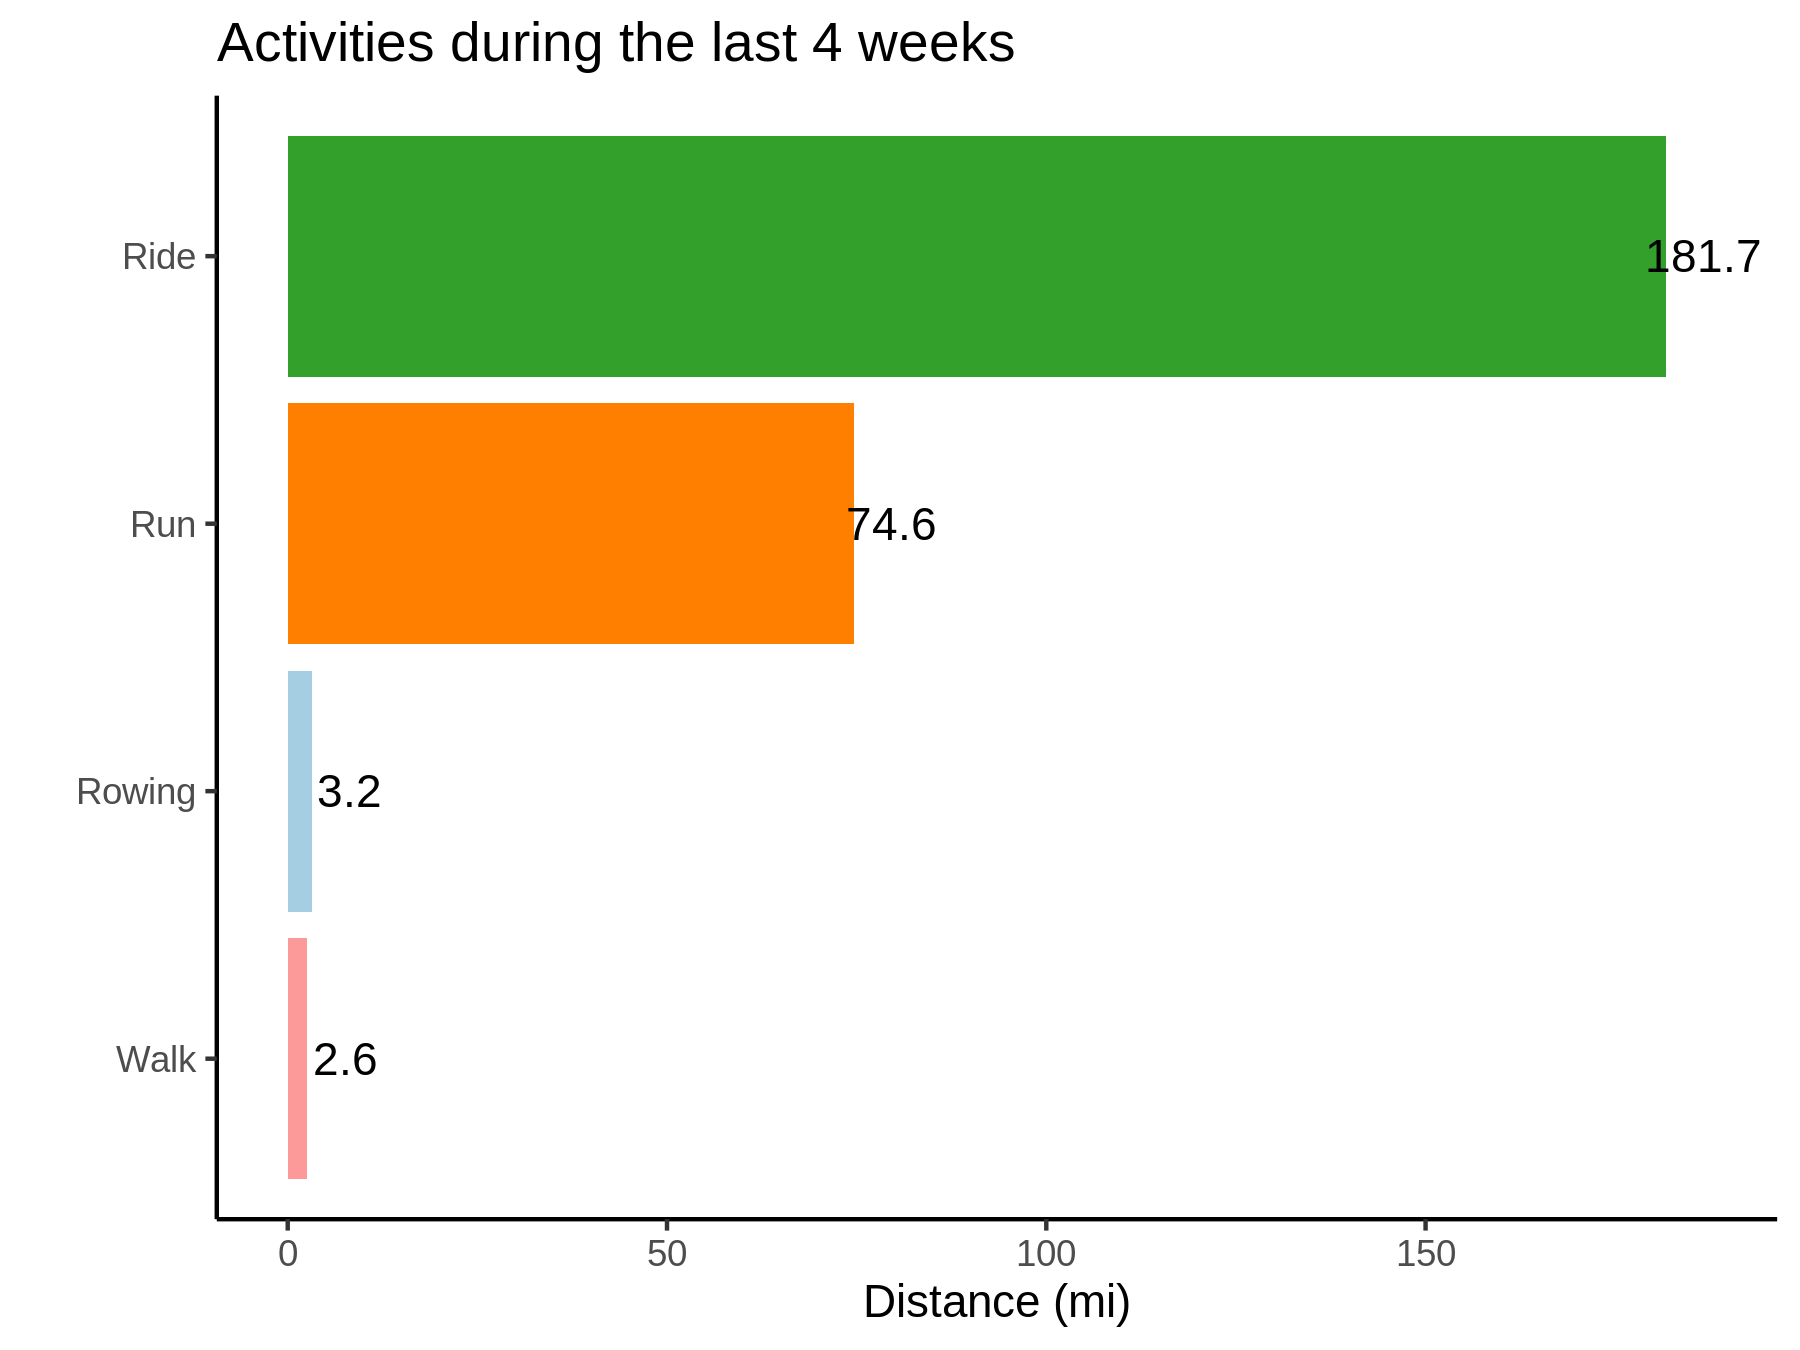 Activities during the last 4 weeks
Ride
181.7
Run
74.6
Rowing
3.2
Walk
2.6
0 50 100 150
Distance (mi)